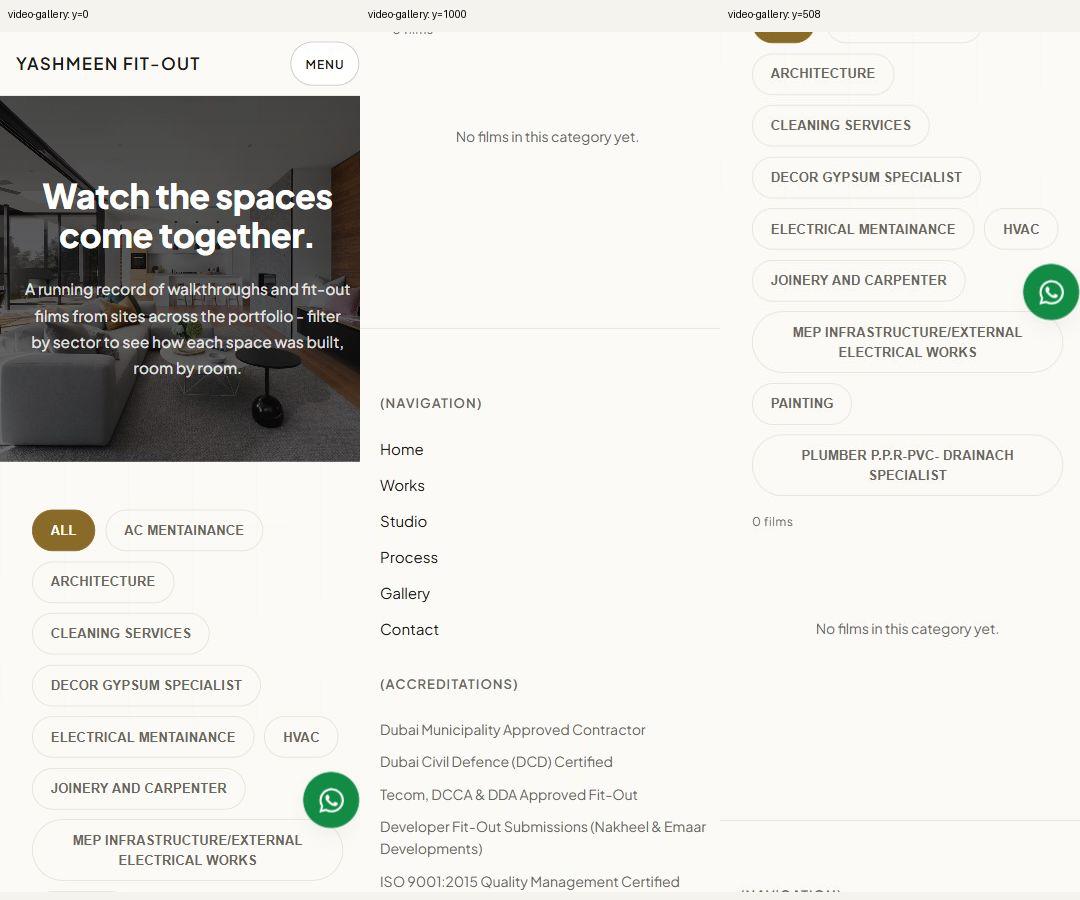 video-gallery: y=0
YASHMEEN FIT-OUT
MENU
Watch the spaces
come together.
A running record of walkthroughs and fit-out
films from sites across the portfolio - filter
by sector to see how each space was built,
room by room.
ALL
AC MENTAINANCE
ARCHITECTURE
CLEANING SERVICES
DECOR GYPSUM SPECIALIST
ELECTRICAL MENTAINANCE
HVAC
JOINERY AND CARPENTER
MEP INFRASTRUCTURE/EXTERNAL
ELECTRICAL WORKS
video-gallery: y=1000
No films in this category yet.
(NAVIGATION)
Home
Works
Studio
Process
Gallery
Contact
(ACCREDITATIONS)
Dubai Municipality Approved Contractor
Dubai Civil Defence (DCD) Certified
Tecom, DCCA & DDA Approved Fit-Out
Developer Fit-Out Submissions (Nakheel & Emaar
Developments)
ISO 9001:2015 Quality Management Certified
video-gallery: y=508
ARCHITECTURE
CLEANING SERVICES
DECOR GYPSUM SPECIALIST
ELECTRICAL MENTAINANCE
HVAC
JOINERY AND CARPENTER
MEP INFRASTRUCTURE/EXTERNAL
ELECTRICAL WORKS
PAINTING
PLUMBER P.P.R-PVC- DRAINACH
SPECIALIST
0 films
No films in this category yet.